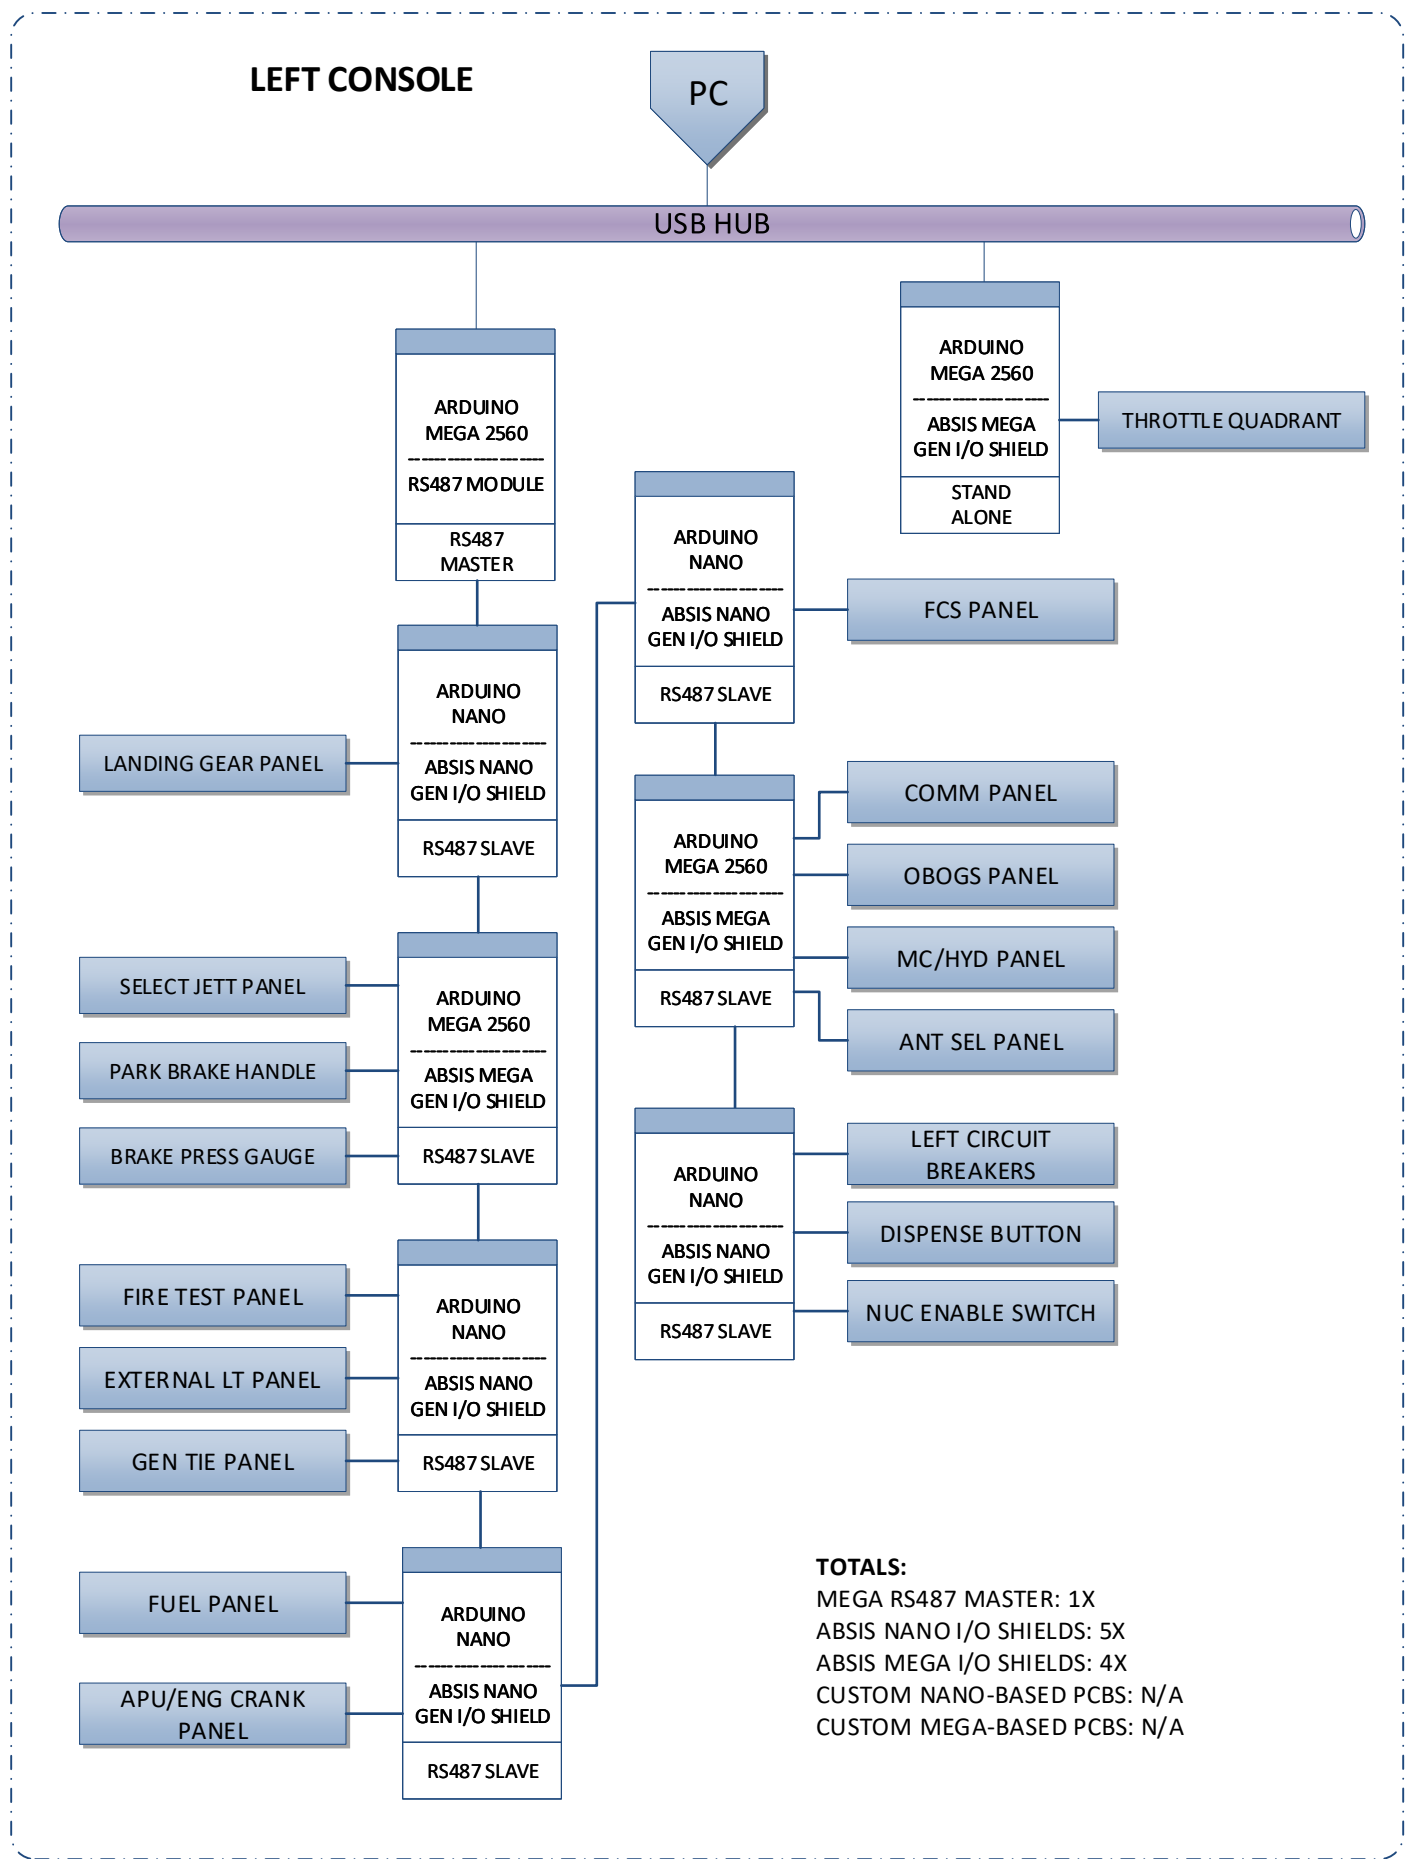 LEFT CONSOLE
PC
USB HUB
ARDUINO
MEGA 2560
--------------------
RS487 MODULE
RS487
MASTER
ARDUINO
MEGA 2560
--------------------
ABSIS MEGA
GEN I/O SHIELD
STAND
ALONE
THROTTLE QUADRANT
LANDING GEAR PANEL
ARDUINO
NANO
--------------------
ABSIS NANO
GEN I/O SHIELD
RS487 SLAVE
SELECT JETT PANEL
PARK BRAKE HANDLE
BRAKE PRESS GAUGE
ARDUINO
MEGA 2560
--------------------
ABSIS MEGA
GEN I/O SHIELD
RS487 SLAVE
FIRE TEST PANEL
EXTERNAL LT PANEL
GEN TIE PANEL
ARDUINO
NANO
--------------------
ABSIS NANO
GEN I/O SHIELD
RS487 SLAVE
FUEL PANEL
APU/ENG CRANK
PANEL
ARDUINO
NANO
--------------------
ABSIS NANO
GEN I/O SHIELD
RS487 SLAVE
ARDUINO
NANO
--------------------
ABSIS NANO
GEN I/O SHIELD
RS487 SLAVE
FCS PANEL
ARDUINO
MEGA 2560
--------------------
ABSIS MEGA
GEN I/O SHIELD
RS487 SLAVE
COMM PANEL
OBOGS PANEL
MC/HYD PANEL
ANT SEL PANEL
ARDUINO
NANO
--------------------
ABSIS NANO
GEN I/O SHIELD
RS487 SLAVE
LEFT CIRCUIT
BREAKERS
DISPENSE BUTTON
NUC ENABLE SWITCH
TOTALS:
MEGA RS487 MASTER: 1X
ABSIS NANO I/O SHIELDS: 5X
ABSIS MEGA I/O SHIELDS: 4X
CUSTOM NANO-BASED PCBS: N/A
CUSTOM MEGA-BASED PCBS: N/A